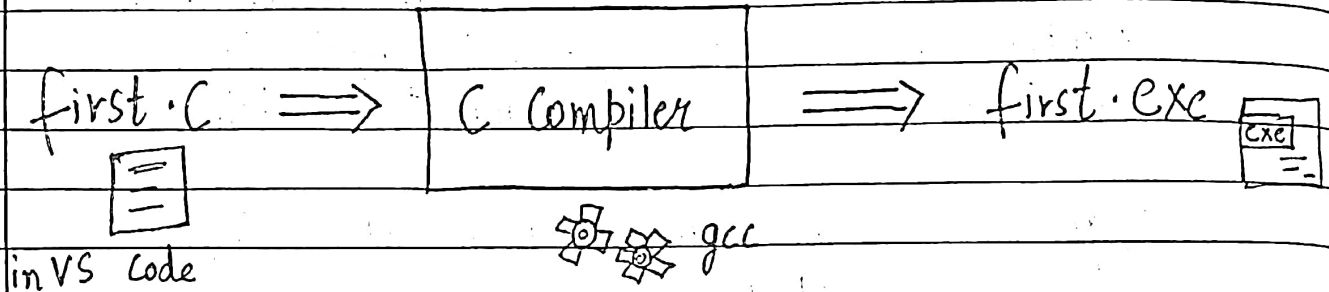 first.C ⟹ C Compiler ⟹ first.exe
exe
gcc
in VS Code